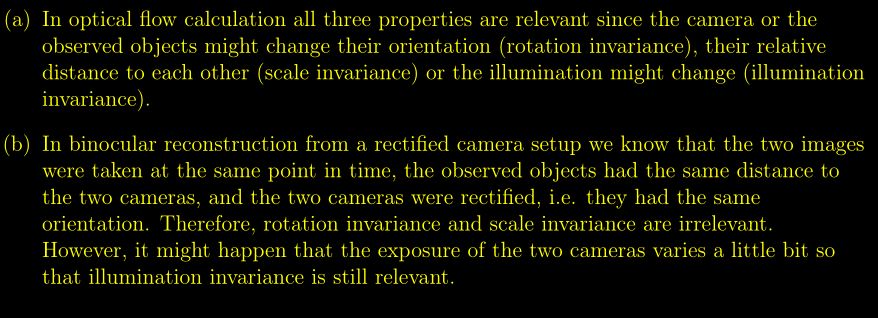 (a) In optical flow calculation all three properties are relevant since the camera or the
observed objects might change their orientation (rotation invariance), their relative
distance to each other (scale invariance) or the illumination might change (illumination
invariance).
(b) In binocular reconstruction from a rectified camera setup we know that the two images
were taken at the same point in time, the observed objects had the same distance to
the two cameras, and the two cameras were rectified, i.e. they had the same
orientation. Therefore, rotation invariance and scale invariance are irrelevant.
However, it might happen that the exposure of the two cameras varies a little bit so
that illumination invariance is still relevant.